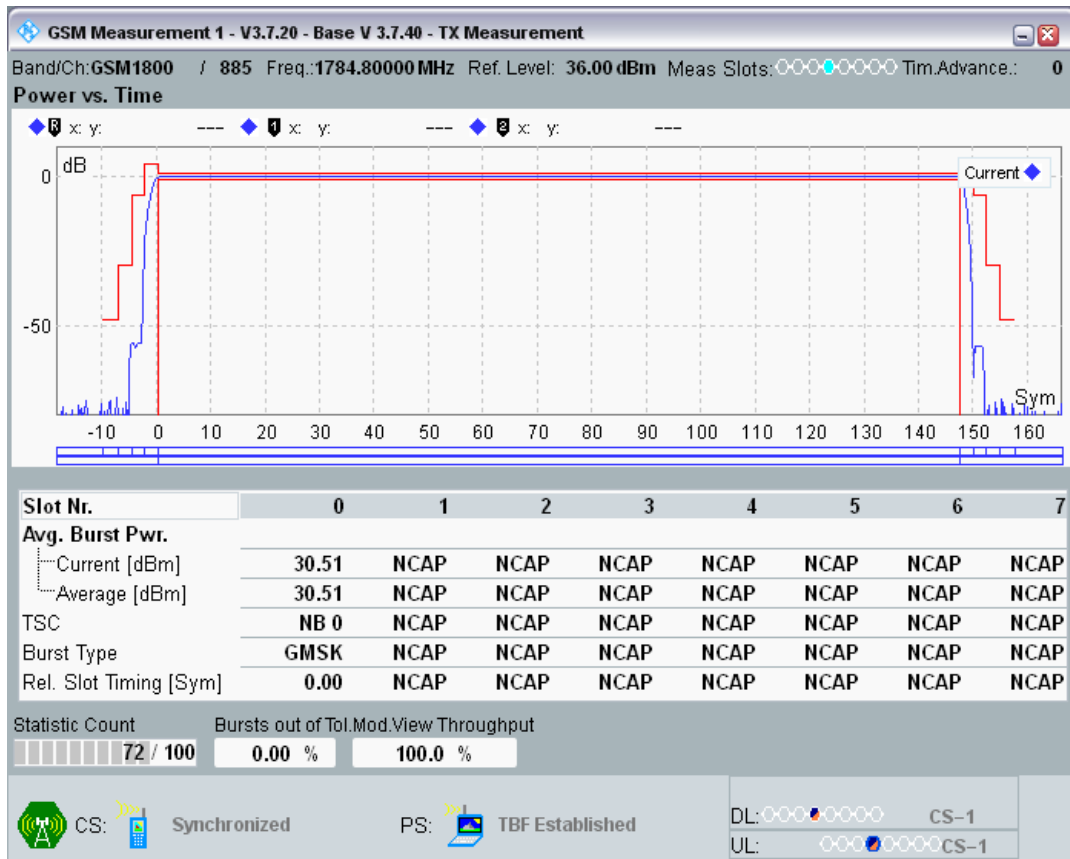 GSM Measurement 1 - V3.7.20 - Base V 3.7.40 - TX Measurement
Band/Ch:GSM1800 / 885 Freq.:1784.80000 MHz Ref. Level: 36.00 dBm Meas Slots: Tim.Advance.: 0
Power vs. Time
R x: y: --- 1 x: y: --- 2 x: y: ---
dB
Current
0
-50
Sym
-10 0 10 20 30 40 50 60 70 80 90 100 110 120 130 140 150 160
Slot Nr. 0 1 2 3 4 5 6 7
Avg. Burst Pwr.
Current [dBm] 30.51 NCAP NCAP NCAP NCAP NCAP NCAP NCAP
Average [dBm] 30.51 NCAP NCAP NCAP NCAP NCAP NCAP NCAP
TSC NB 0 NCAP NCAP NCAP NCAP NCAP NCAP NCAP
Burst Type GMSK NCAP NCAP NCAP NCAP NCAP NCAP NCAP
Rel. Slot Timing [Sym] 0.00 NCAP NCAP NCAP NCAP NCAP NCAP NCAP
Statistic Count Bursts out of Tol.Mod.View Throughput
72 / 100 0.00 % 100.0 %
CS: Synchronized PS: TBF Established
DL: CS-1
UL: CS-1